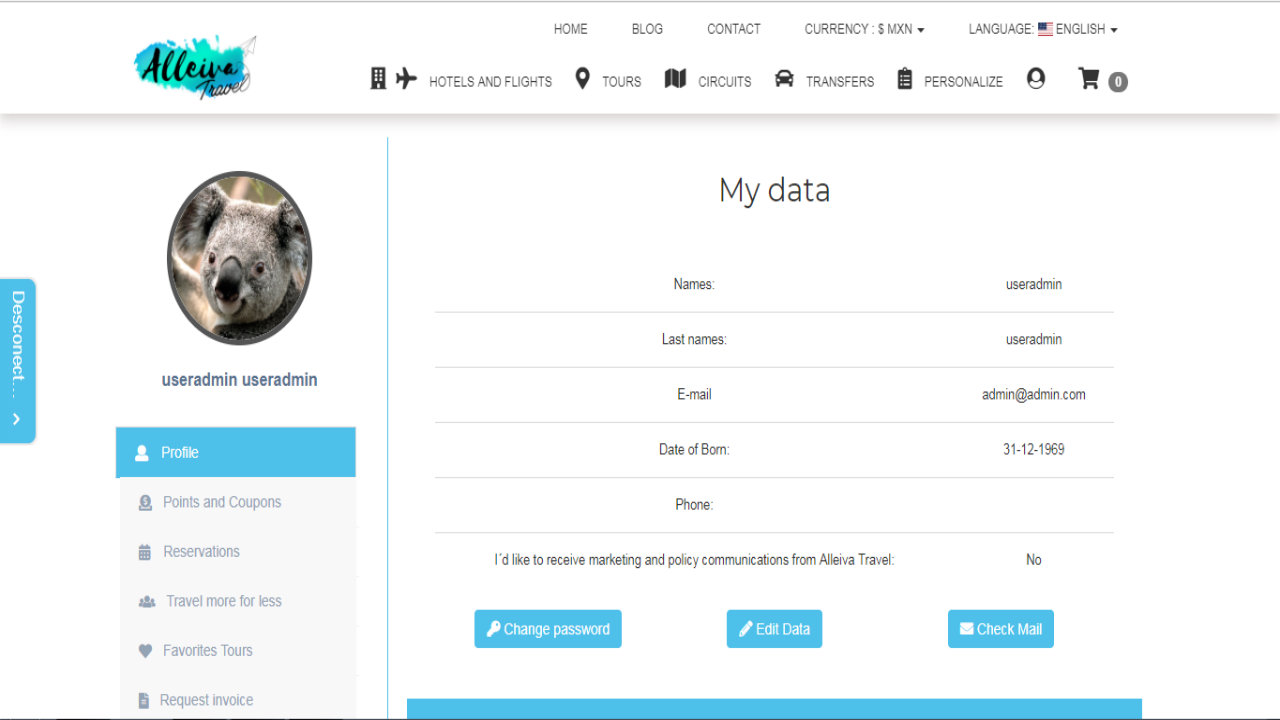 HOME BLOG CONTACT CURRENCY : $ MXN LANGUAGE: ENGLISH
Alleiva
Travel
HOTELS AND FLIGHTS TOURS CIRCUITS TRANSFERS PERSONALIZE 0
My data
Desconect...
useradmin useradmin
Profile
Points and Coupons
Reservations
Travel more for less
Favorites Tours
Request invoice
Names: useradmin
Last names: useradmin
E-mail admin@admin.com
Date of Born: 31-12-1969
Phone:
I´d like to receive marketing and policy communications from Alleiva Travel: No
Change password Edit Data Check Mail